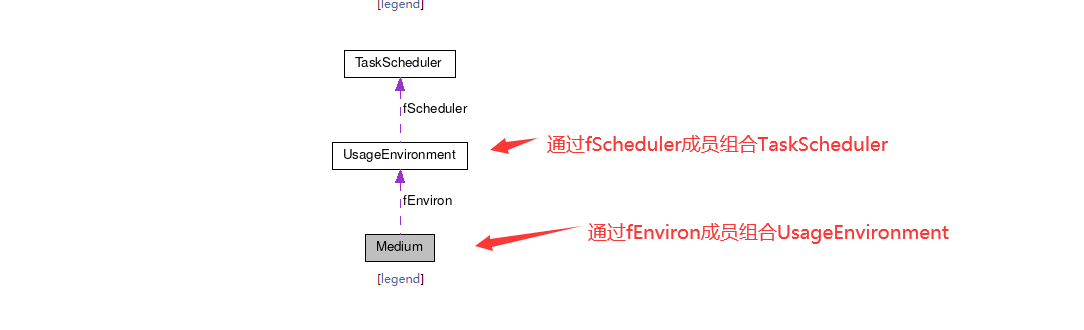 [legend]
TaskScheduler
fScheduler
通过fScheduler成员组合TaskScheduler
UsageEnvironment
fEnviron
通过fEnviron成员组合UsageEnvironment
Medium
[legend]